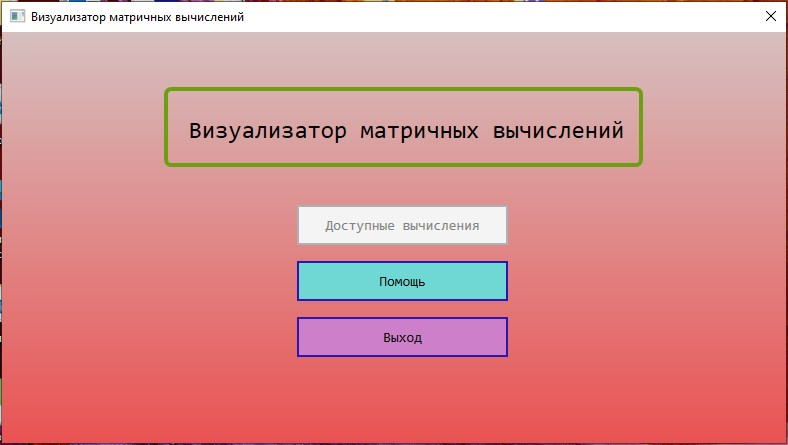 Визуализатор матричных вычислений
Визуализатор матричных вычислений
Доступные вычисления
Помощь
Выход